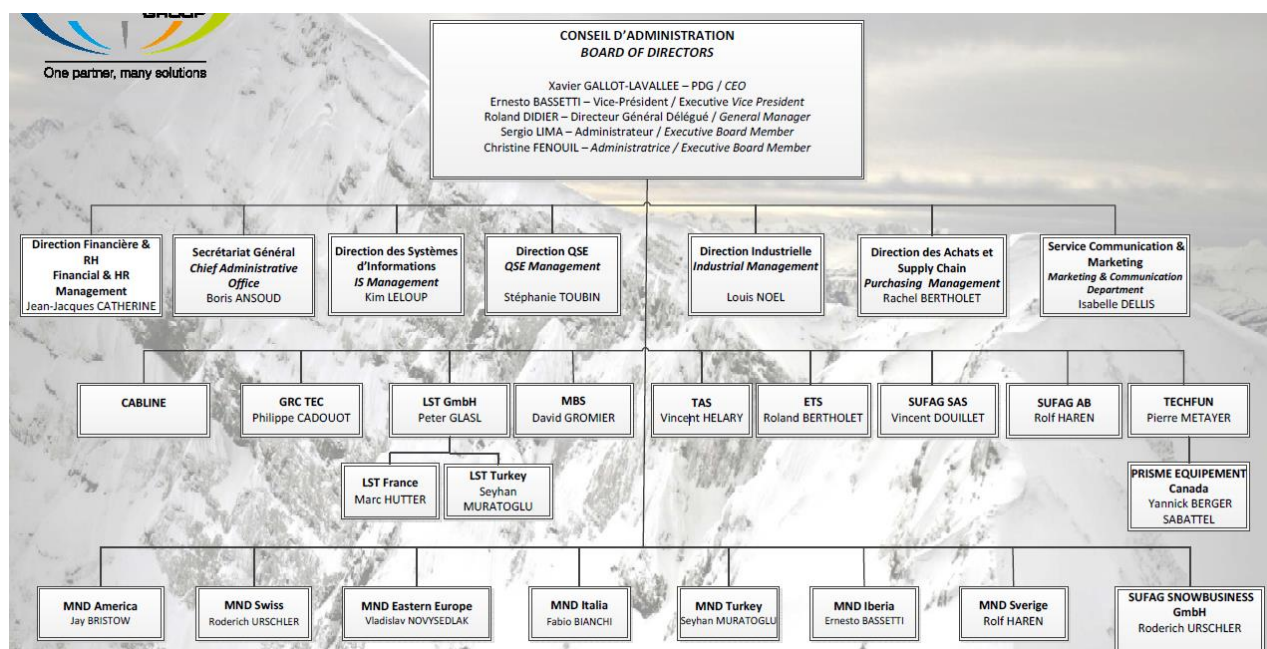 GROUP
One partner, many solutions
CONSEIL D'ADMINISTRATION
BOARD OF DIRECTORS
Xavier GALLOT-LAVALLEE – PDG / CEO
Ernesto BASSETTI – Vice-Président / Executive Vice President
Roland DIDIER – Directeur Général Délégué / General Manager
Sergio LIMA – Administrateur / Executive Board Member
Christine FENOUIL – Administratrice / Executive Board Member
Direction Financière &
RH
Financial & HR
Management
Jean-Jacques CATHERINE
Secrétariat Général
Chief Administrative
Office
Boris ANSOUD
Direction des Systèmes
d'Informations
IS Management
Kim LELOUP
Direction QSE
QSE Management
Stéphanie TOUBIN
Direction Industrielle
Industrial Management
Louis NOEL
Direction des Achats et
Supply Chain
Purchasing Management
Rachel BERTHOLET
Service Communication &
Marketing
Marketing & Communication
Department
Isabelle DELLIS
CABLINE
GRC TEC
Philippe CADOUOT
LST GmbH
Peter GLASL
MBS
David GROMIER
TAS
Vincent HELARY
ETS
Roland BERTHOLET
SUFAG SAS
Vincent DOUILLET
SUFAG AB
Rolf HAREN
TECHFUN
Pierre METAYER
LST France
Marc HUTTER
LST Turkey
Seyhan
MURATOGLU
PRISME EQUIPEMENT
Canada
Yannick BERGER
SABATTEL
MND America
Jay BRISTOW
MND Swiss
Roderich URSCHLER
MND Eastern Europe
Vladislav NOVYSEDLAK
MND Italia
Fabio BIANCHI
MND Turkey
Seyhan MURATOGLU
MND Iberia
Ernesto BASSETTI
MND Sverige
Rolf HAREN
SUFAG SNOWBUSINESS
GmbH
Roderich URSCHLER